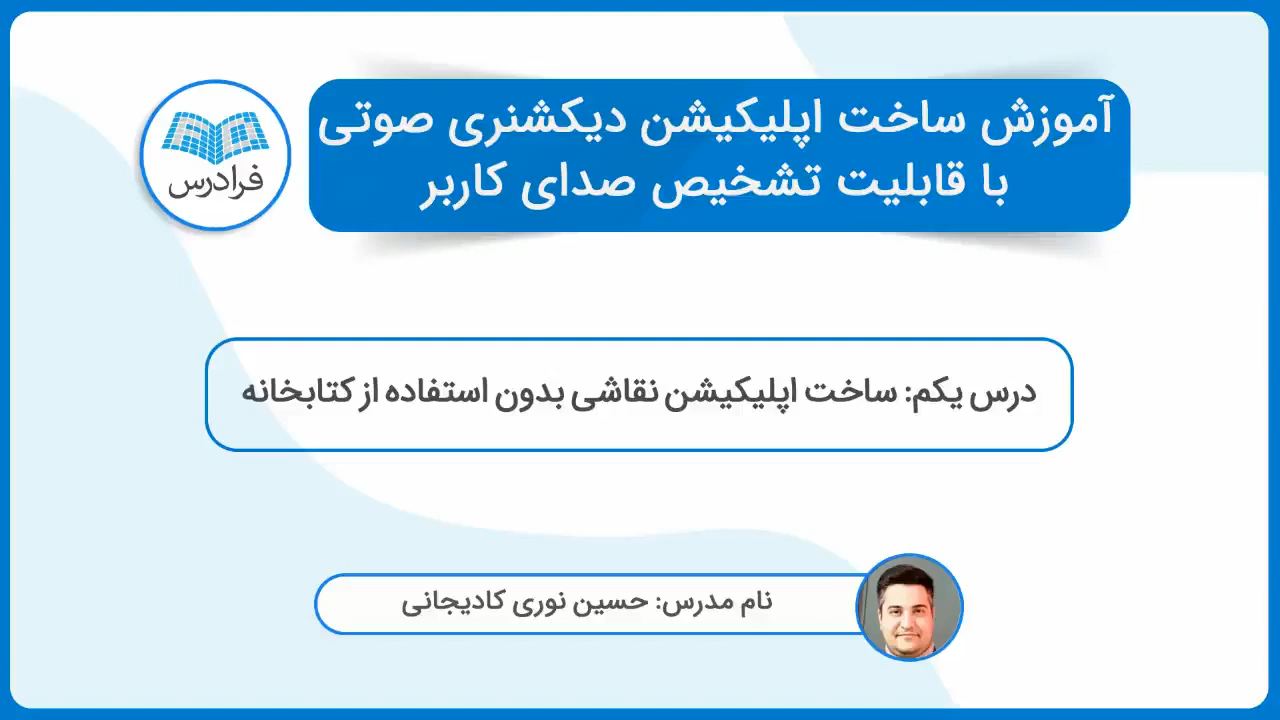 آموزش ساخت اپلیکیشن دیکشنری صوتی
با قابلیت تشخیص صدای کاربر
فرادرس
درس یکم: ساخت اپلیکیشن نقاشی بدون استفاده از کتابخانه
نام مدرس: حسین نوری کادیجانی